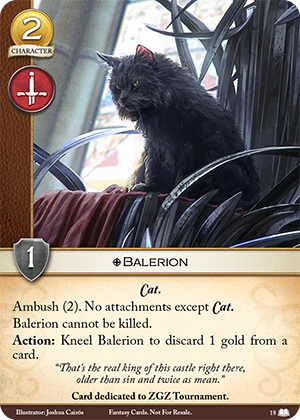 2
CHARACTER
1
BALERION
Cat.
Ambush (2). No attachments except Cat.
Balerion cannot be killed.
Action: Kneel Balerion to discard 1 gold from a
card.
"That's the real king of this castle right there,
older than sin and twice as mean."
Card dedicated to ZGZ Tournament.
Illustrator: Joshua Cairós Fantasy Cards. Not For Resale. 18